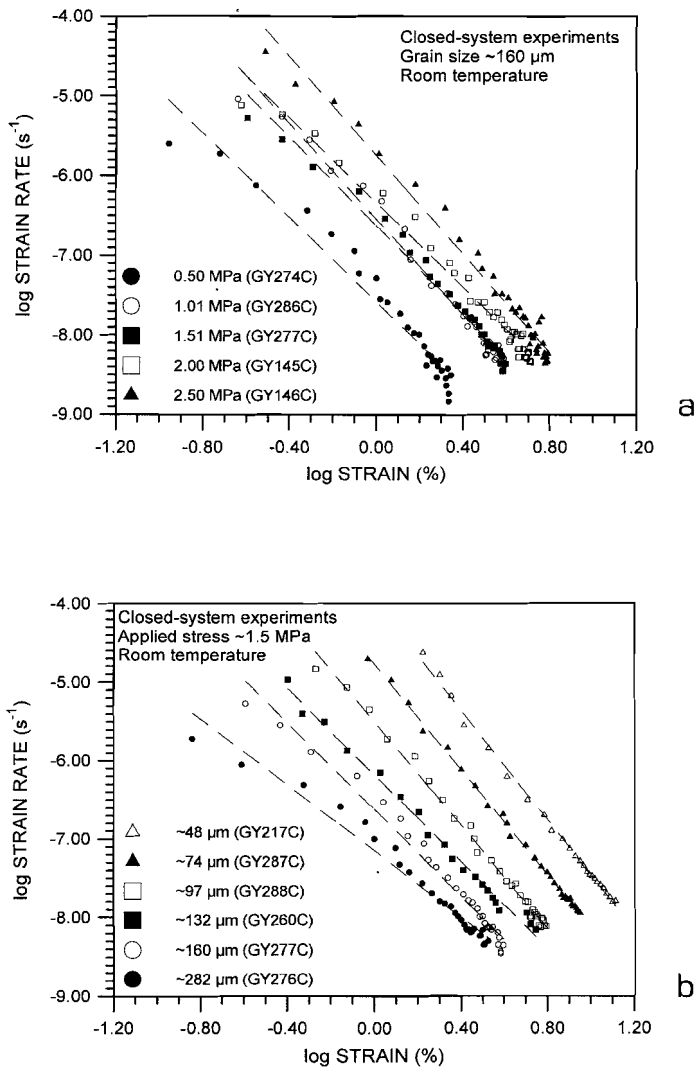 -4.00
Closed-system experiments
Grain size ~160 µm
Room temperature
-5.00
-6.00
-7.00
-8.00
-9.00
log STRAIN RATE (s-1)
0.50 MPa (GY274C)
1.01 MPa (GY286C)
1.51 MPa (GY277C)
2.00 MPa (GY145C)
2.50 MPa (GY146C)
-1.20 -0.80 -0.40 0.00 0.40 0.80 1.20
log STRAIN (%)
a
-4.00
Closed-system experiments
Applied stress ~1.5 MPa
Room temperature
-5.00
-6.00
-7.00
-8.00
-9.00
log STRAIN RATE (s-1)
~48 µm (GY217C)
~74 µm (GY287C)
~97 µm (GY288C)
~132 µm (GY260C)
~160 µm (GY277C)
~282 µm (GY276C)
-1.20 -0.80 -0.40 0.00 0.40 0.80 1.20
log STRAIN (%)
b